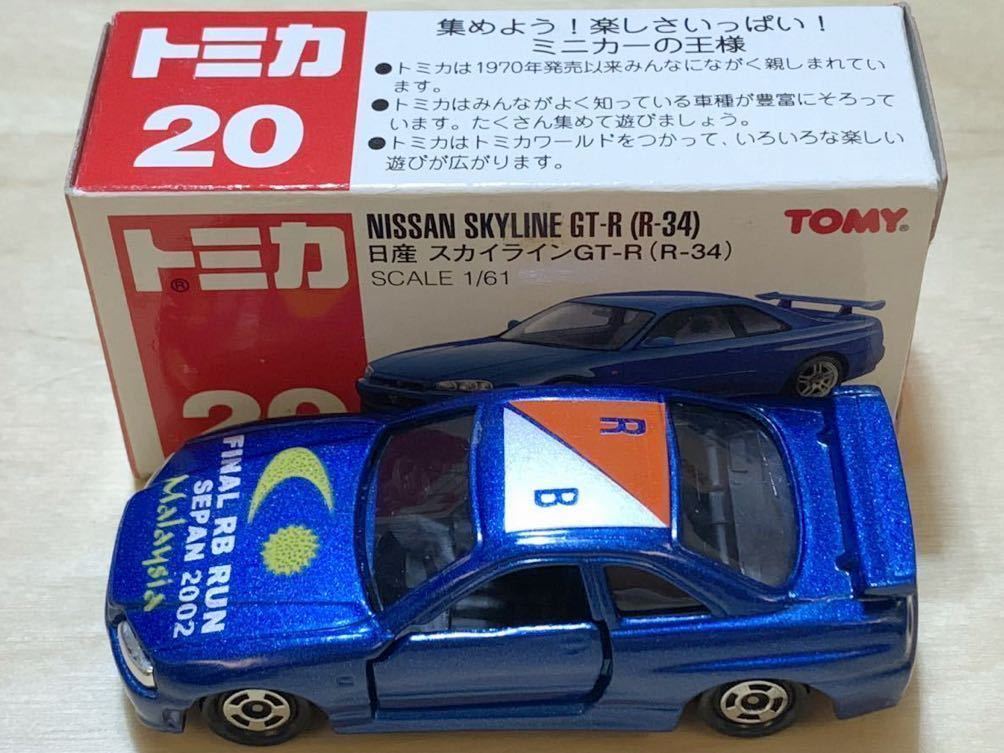 トミカ
20
集めよう!楽しさいっぱい!
ミニカーの王様
●トミカは1970年発売以来みんなにながく親しまれてい
ます。
●トミカはみんながよく知っている車種が豊富にそろって
います。たくさん集めて遊びましょう。
●トミカはトミカワールドをつかって、いろいろな楽しい
遊びが広がります。
トミカ®
20
NISSAN SKYLINE GT-R (R-34)
日産 スカイラインGT-R(R-34)
SCALE 1/61
TOMY®
R
B
FINAL RB RUN
SEPAN 2002
Malaysia